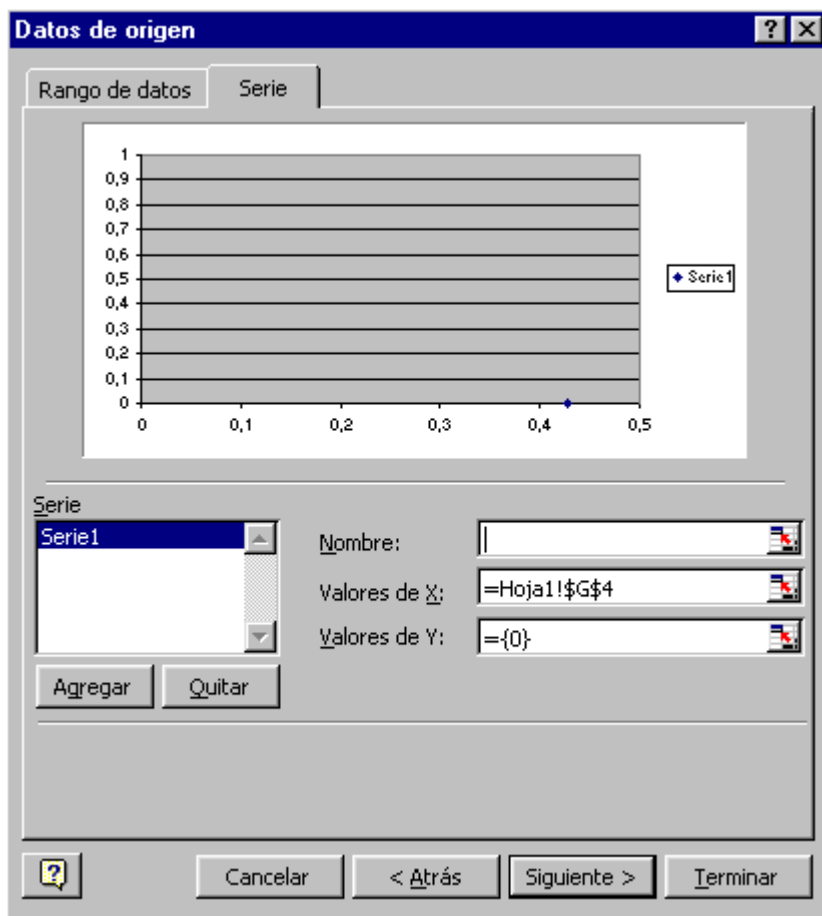 Datos de origen
Rango de datos
Serie
1
0,9
0,8
0,7
0,6
0,5
0,4
0,3
0,2
0,1
0
0 0,1 0,2 0,3 0,4 0,5
Serie1
Serie
Serie1
Nombre:
Valores de X: =Hoja1!$G$4
Valores de Y: ={0}
Agregar Quitar
? Cancelar < Atrás Siguiente > Terminar